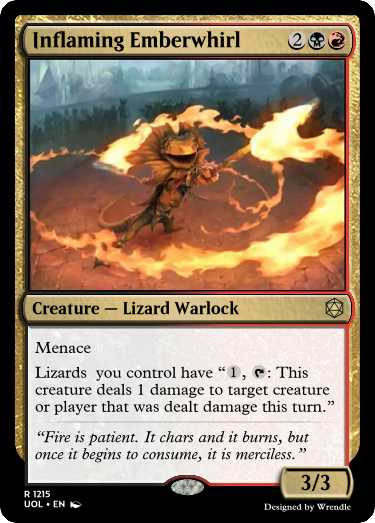 Inflaming Emberwhirl 2
Creature — Lizard Warlock
Menace
Lizards you control have “1, : This
creature deals 1 damage to target creature
or player that was dealt damage this turn.”
“Fire is patient. It chars and it burns, but
once it begins to consume, it is merciless.”
3/3
R 1215
UOL • EN
Designed by Wrendle